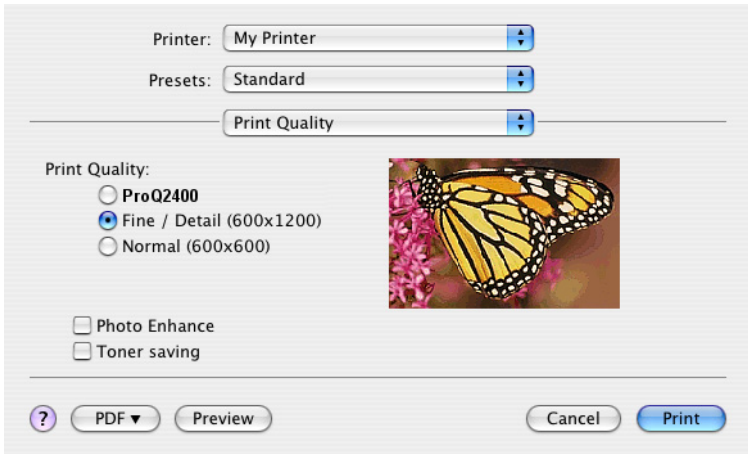 Printer: My Printer
Presets: Standard
Print Quality
Print Quality:
ProQ2400
Fine / Detail (600x1200)
Normal (600x600)
Photo Enhance
Toner saving
? PDF ▼ Preview Cancel Print